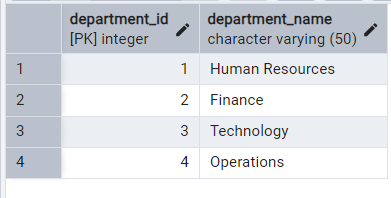 department_id department_name
[PK] integer character varying (50)
1 1 Human Resources
2 2 Finance
3 3 Technology
4 4 Operations